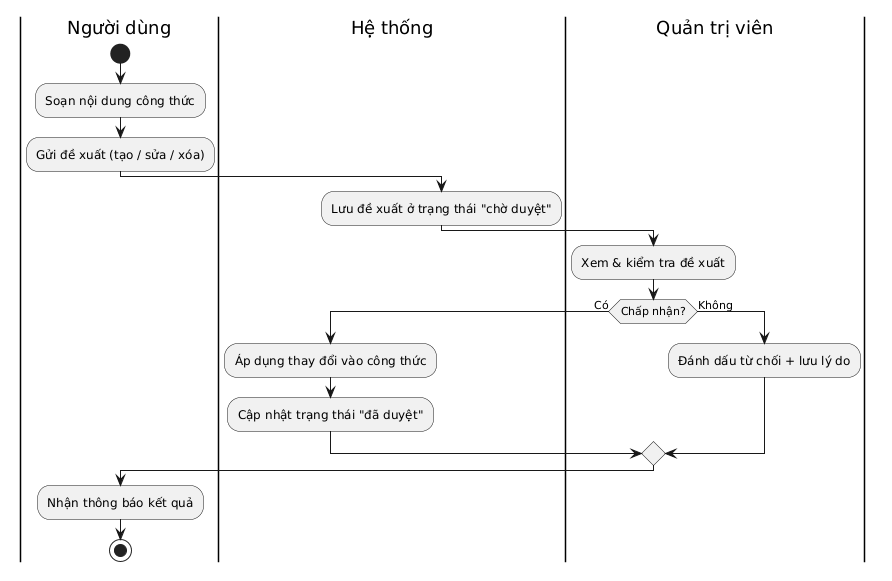 Người dùng
Hệ thống
Quản trị viên
Soạn nội dung công thức
Gửi đề xuất (tạo / sửa / xóa)
Lưu đề xuất ở trạng thái "chờ duyệt"
Xem & kiểm tra đề xuất
Có
Chấp nhận?
Không
Áp dụng thay đổi vào công thức
Đánh dấu từ chối + lưu lý do
Cập nhật trạng thái "đã duyệt"
Nhận thông báo kết quả